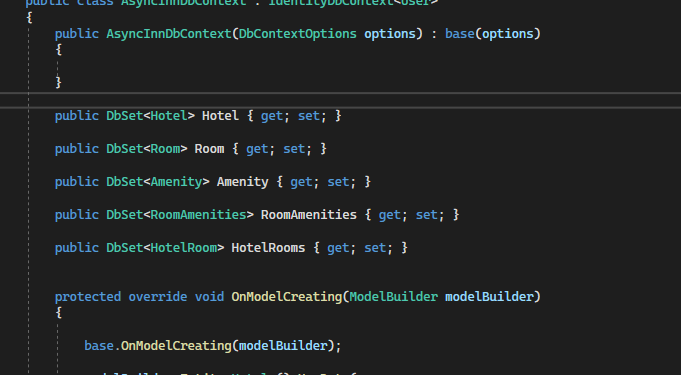 public class AsyncInnDbContext : IdentityDbContext<User>
{
public AsyncInnDbContext(DbContextOptions options) : base(options)
{
}
public DbSet<Hotel> Hotel { get; set; }
public DbSet<Room> Room { get; set; }
public DbSet<Amenity> Amenity { get; set; }
public DbSet<RoomAmenities> RoomAmenities { get; set; }
public DbSet<HotelRoom> HotelRooms { get; set; }
protected override void OnModelCreating(ModelBuilder modelBuilder)
{
base.OnModelCreating(modelBuilder);